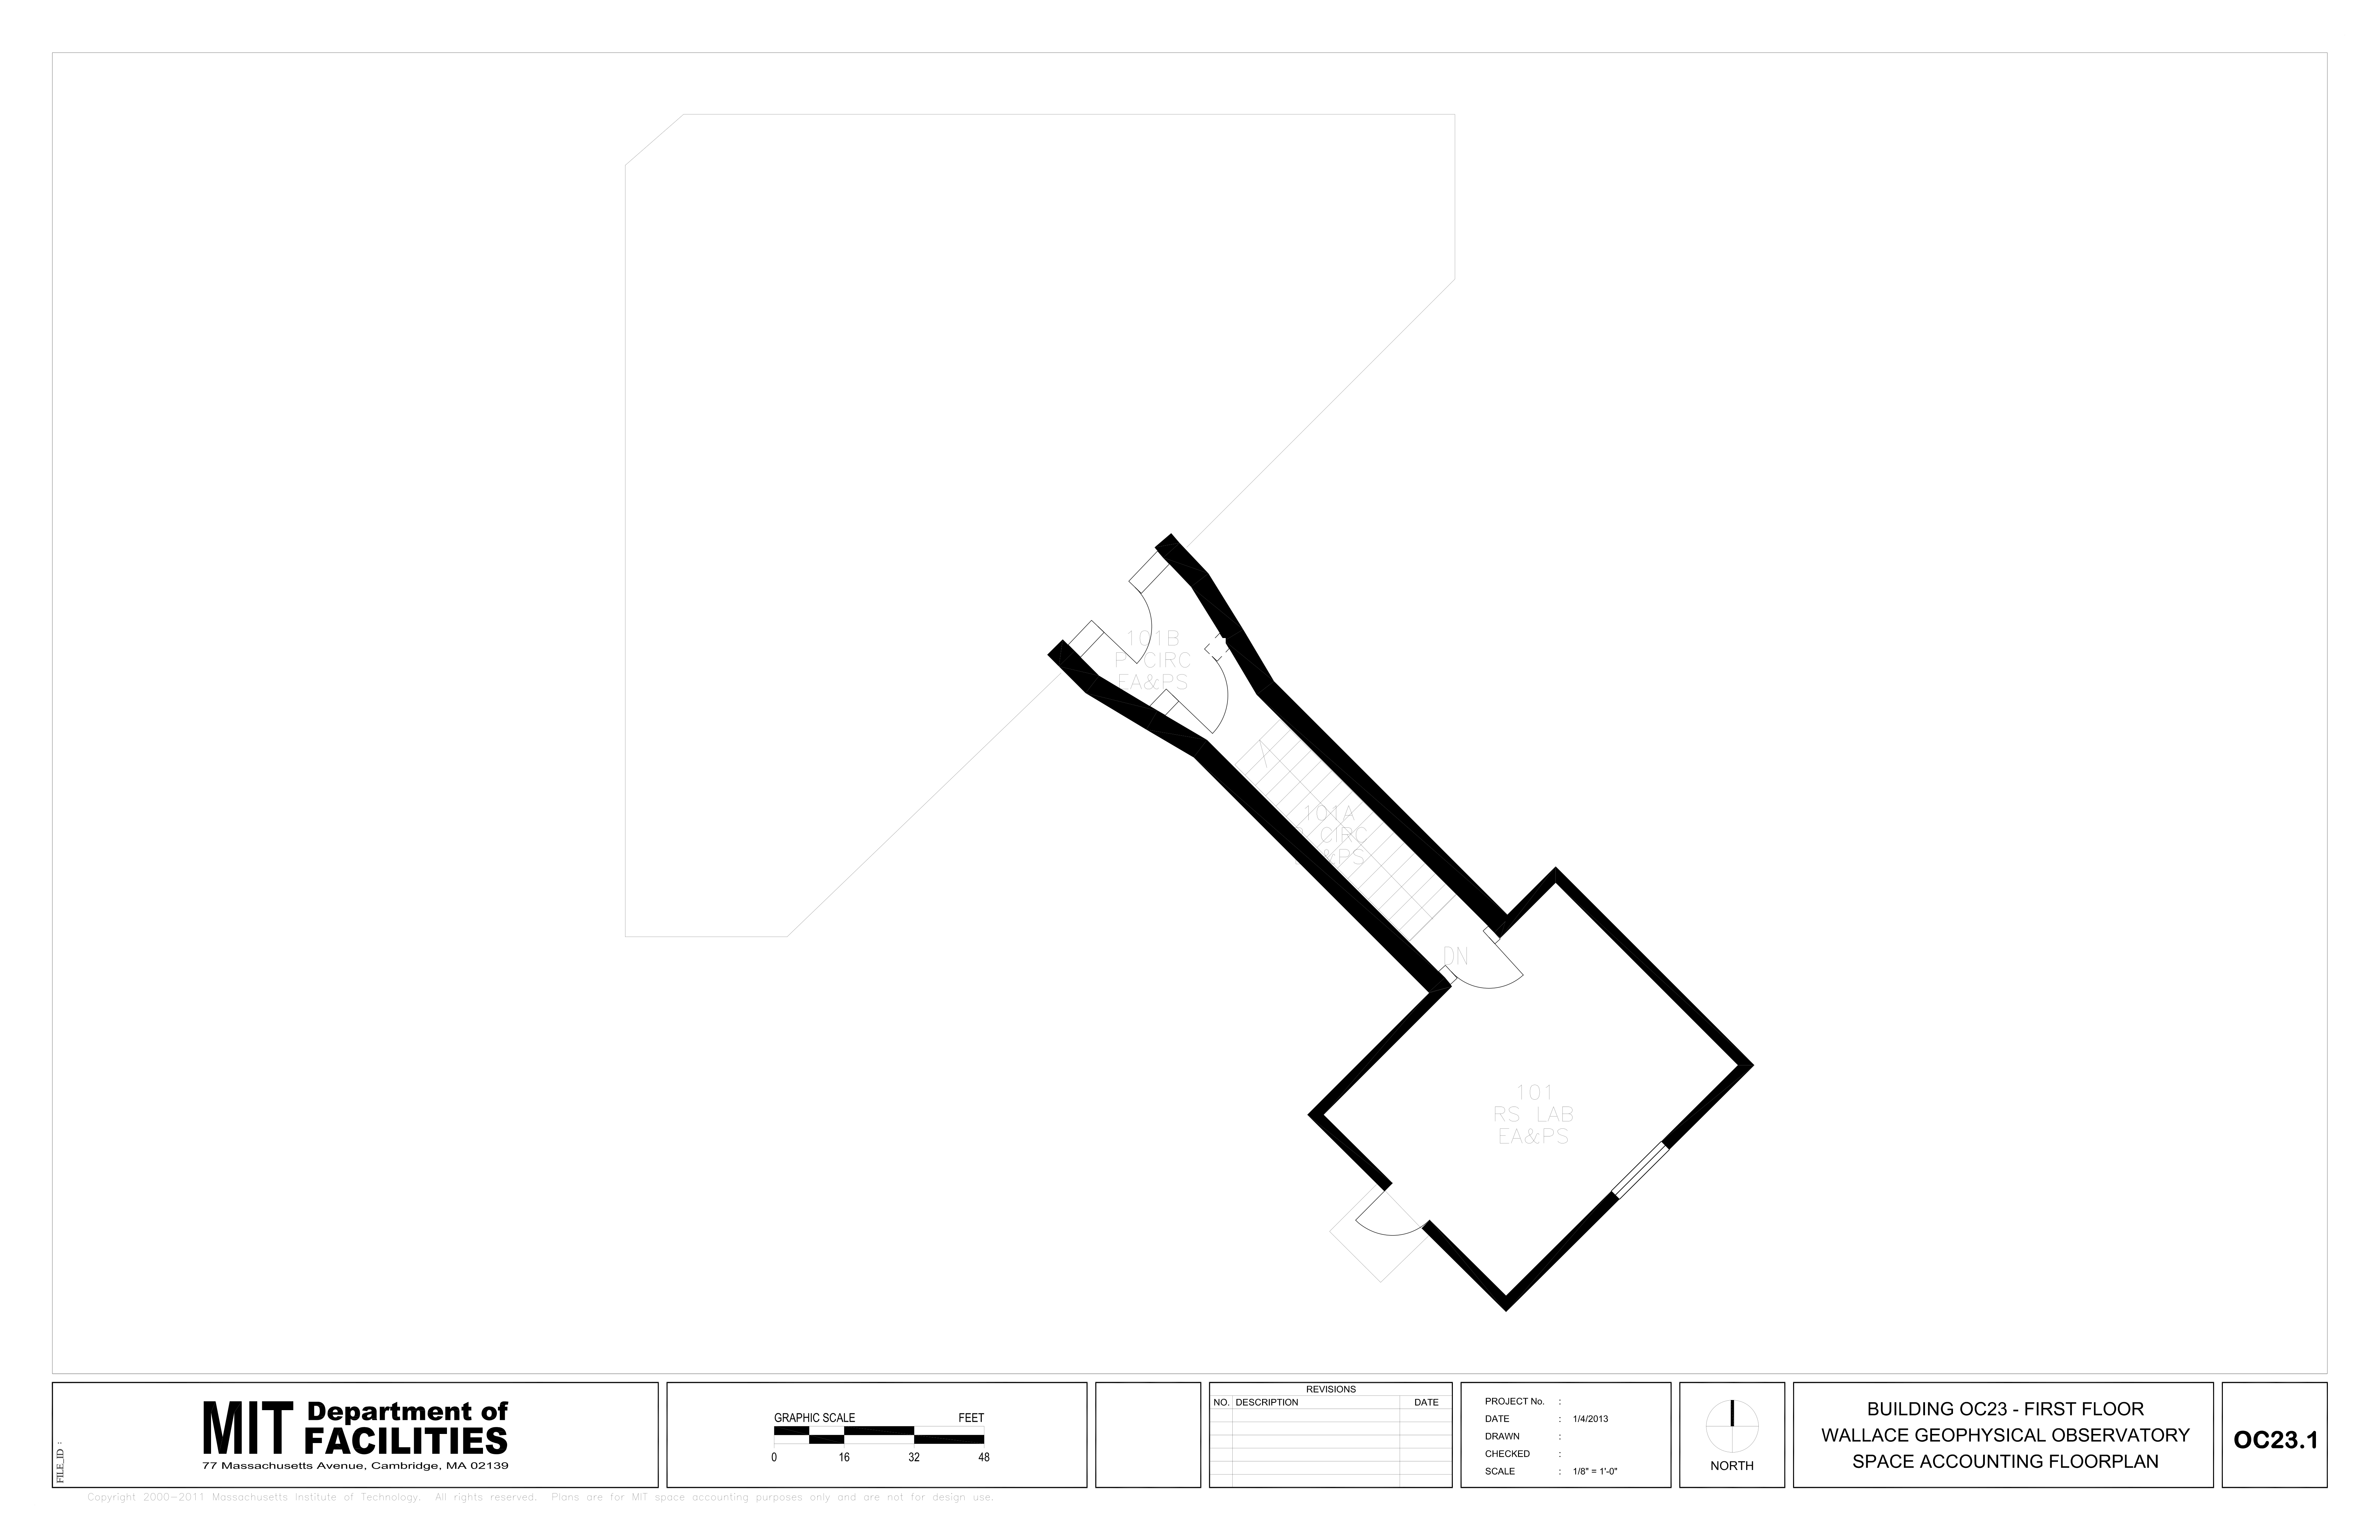 101B
P CIRC
EA&PS
101A
CIRC
&PS
DN
101
RS LAB
EA&PS
MIT Department of
FACILITIES
77 Massachusetts Avenue, Cambridge, MA 02139
FILE_ID :
GRAPHIC SCALE FEET
0 16 32 48
REVISIONS
NO. DESCRIPTION DATE
PROJECT No. :
DATE : 1/4/2013
DRAWN :
CHECKED :
SCALE : 1/8" = 1'-0"
NORTH
BUILDING OC23 - FIRST FLOOR
WALLACE GEOPHYSICAL OBSERVATORY
SPACE ACCOUNTING FLOORPLAN
OC23.1
Copyright 2000-2011 Massachusetts Institute of Technology. All rights reserved. Plans are for MIT space accounting purposes only and are not for design use.